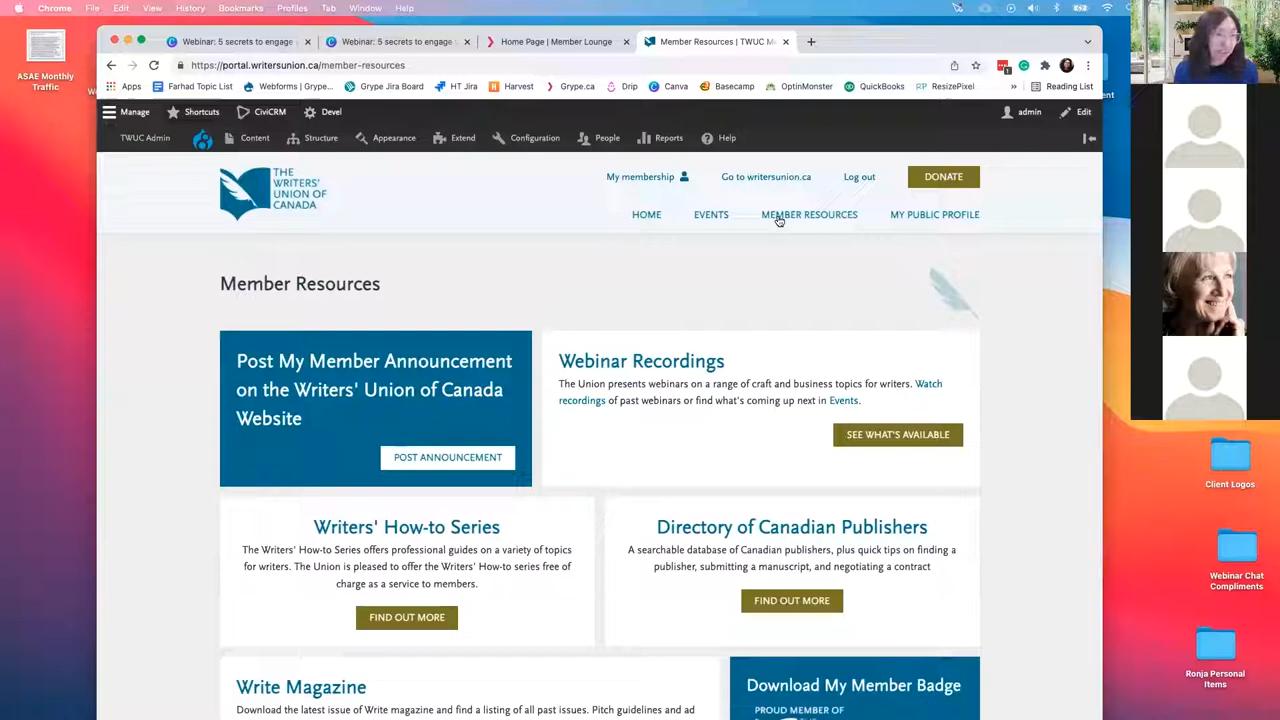 Chrome File Edit View History Bookmarks Profiles Tab Window Help
ASAE Monthly
Traffic
Webinar: 5 secrets to engage
Webinar: 5 secrets to engage
Home Page | Member Lounge
Member Resources | TWUC M
https://portal.writersunion.ca/member-resources
Apps Farhad Topic List Webforms | Grype... Grype Jira Board HT Jira Harvest Grype.ca Drip Canva Basecamp OptinMonster QuickBooks ResizePixel » Reading List
Manage Shortcuts CiviCRM Devel admin Edit
TWUC Admin Content Structure Appearance Extend Configuration People Reports Help
THE
WRITERS'
UNION OF
CANADA
My membership Go to writersunion.ca Log out DONATE
HOME EVENTS MEMBER RESOURCES MY PUBLIC PROFILE
Member Resources
Post My Member Announcement
on the Writers' Union of Canada
Website
POST ANNOUNCEMENT
Webinar Recordings
The Union presents webinars on a range of craft and business topics for writers. Watch
recordings of past webinars or find what's coming up next in Events.
SEE WHAT'S AVAILABLE
Writers' How-to Series
The Writers' How-to Series offers professional guides on a variety of topics
for writers. The Union is pleased to offer the Writers' How-to series free of
charge as a service to members.
FIND OUT MORE
Directory of Canadian Publishers
A searchable database of Canadian publishers, plus quick tips on finding a
publisher, submitting a manuscript, and negotiating a contract
FIND OUT MORE
Write Magazine
Download the latest issue of Write magazine and find a listing of all past issues. Pitch guidelines and ad
Download My Member Badge
PROUD MEMBER OF
Client Logos
Webinar Chat
Compliments
Ronja Personal
Items